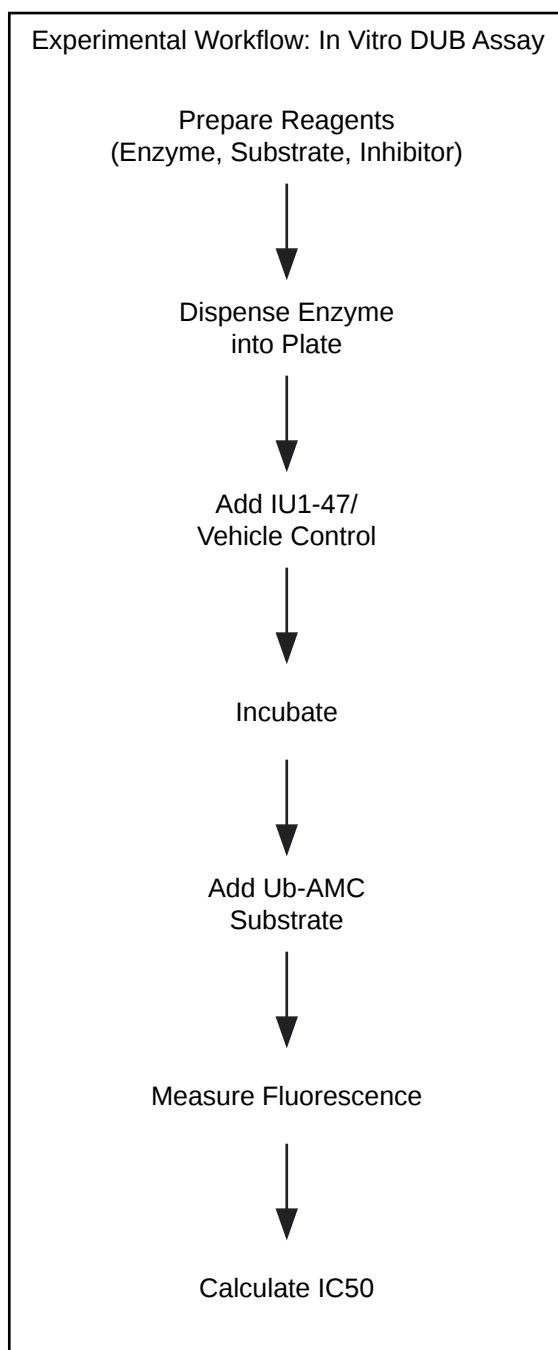 Experimental Workflow: In Vitro DUB Assay
Prepare Reagents
(Enzyme, Substrate, Inhibitor)
Dispense Enzyme
into Plate
Add IU1-47/
Vehicle Control
Incubate
Add Ub-AMC
Substrate
Measure Fluorescence
Calculate IC50